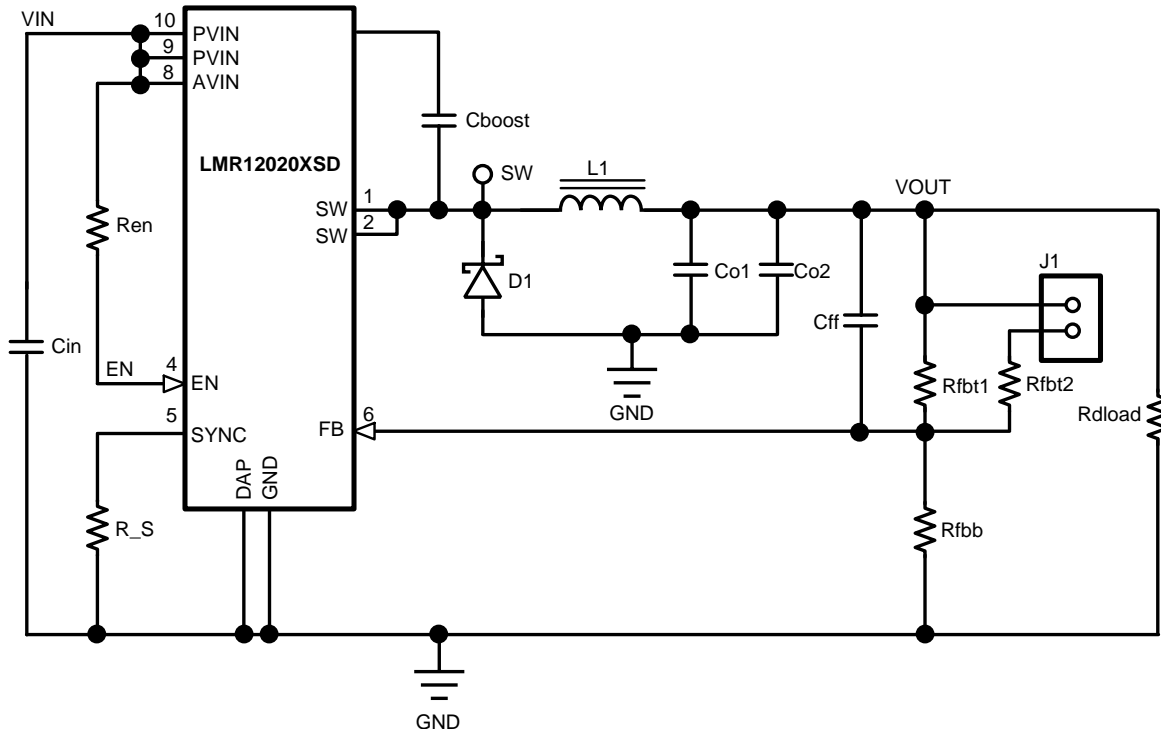 VIN
10
PVIN
9
PVIN
8
AVIN
Cboost
LMR12020XSD
SW
L1
1
SW
2
SW
VOUT
Ren
D1
Co1
Co2
J1
Cff
Cin
EN
4
EN
Rfbt1
Rfbt2
GND
5
SYNC
6
FB
Rdload
DAP
GND
R_S
Rfbb
GND